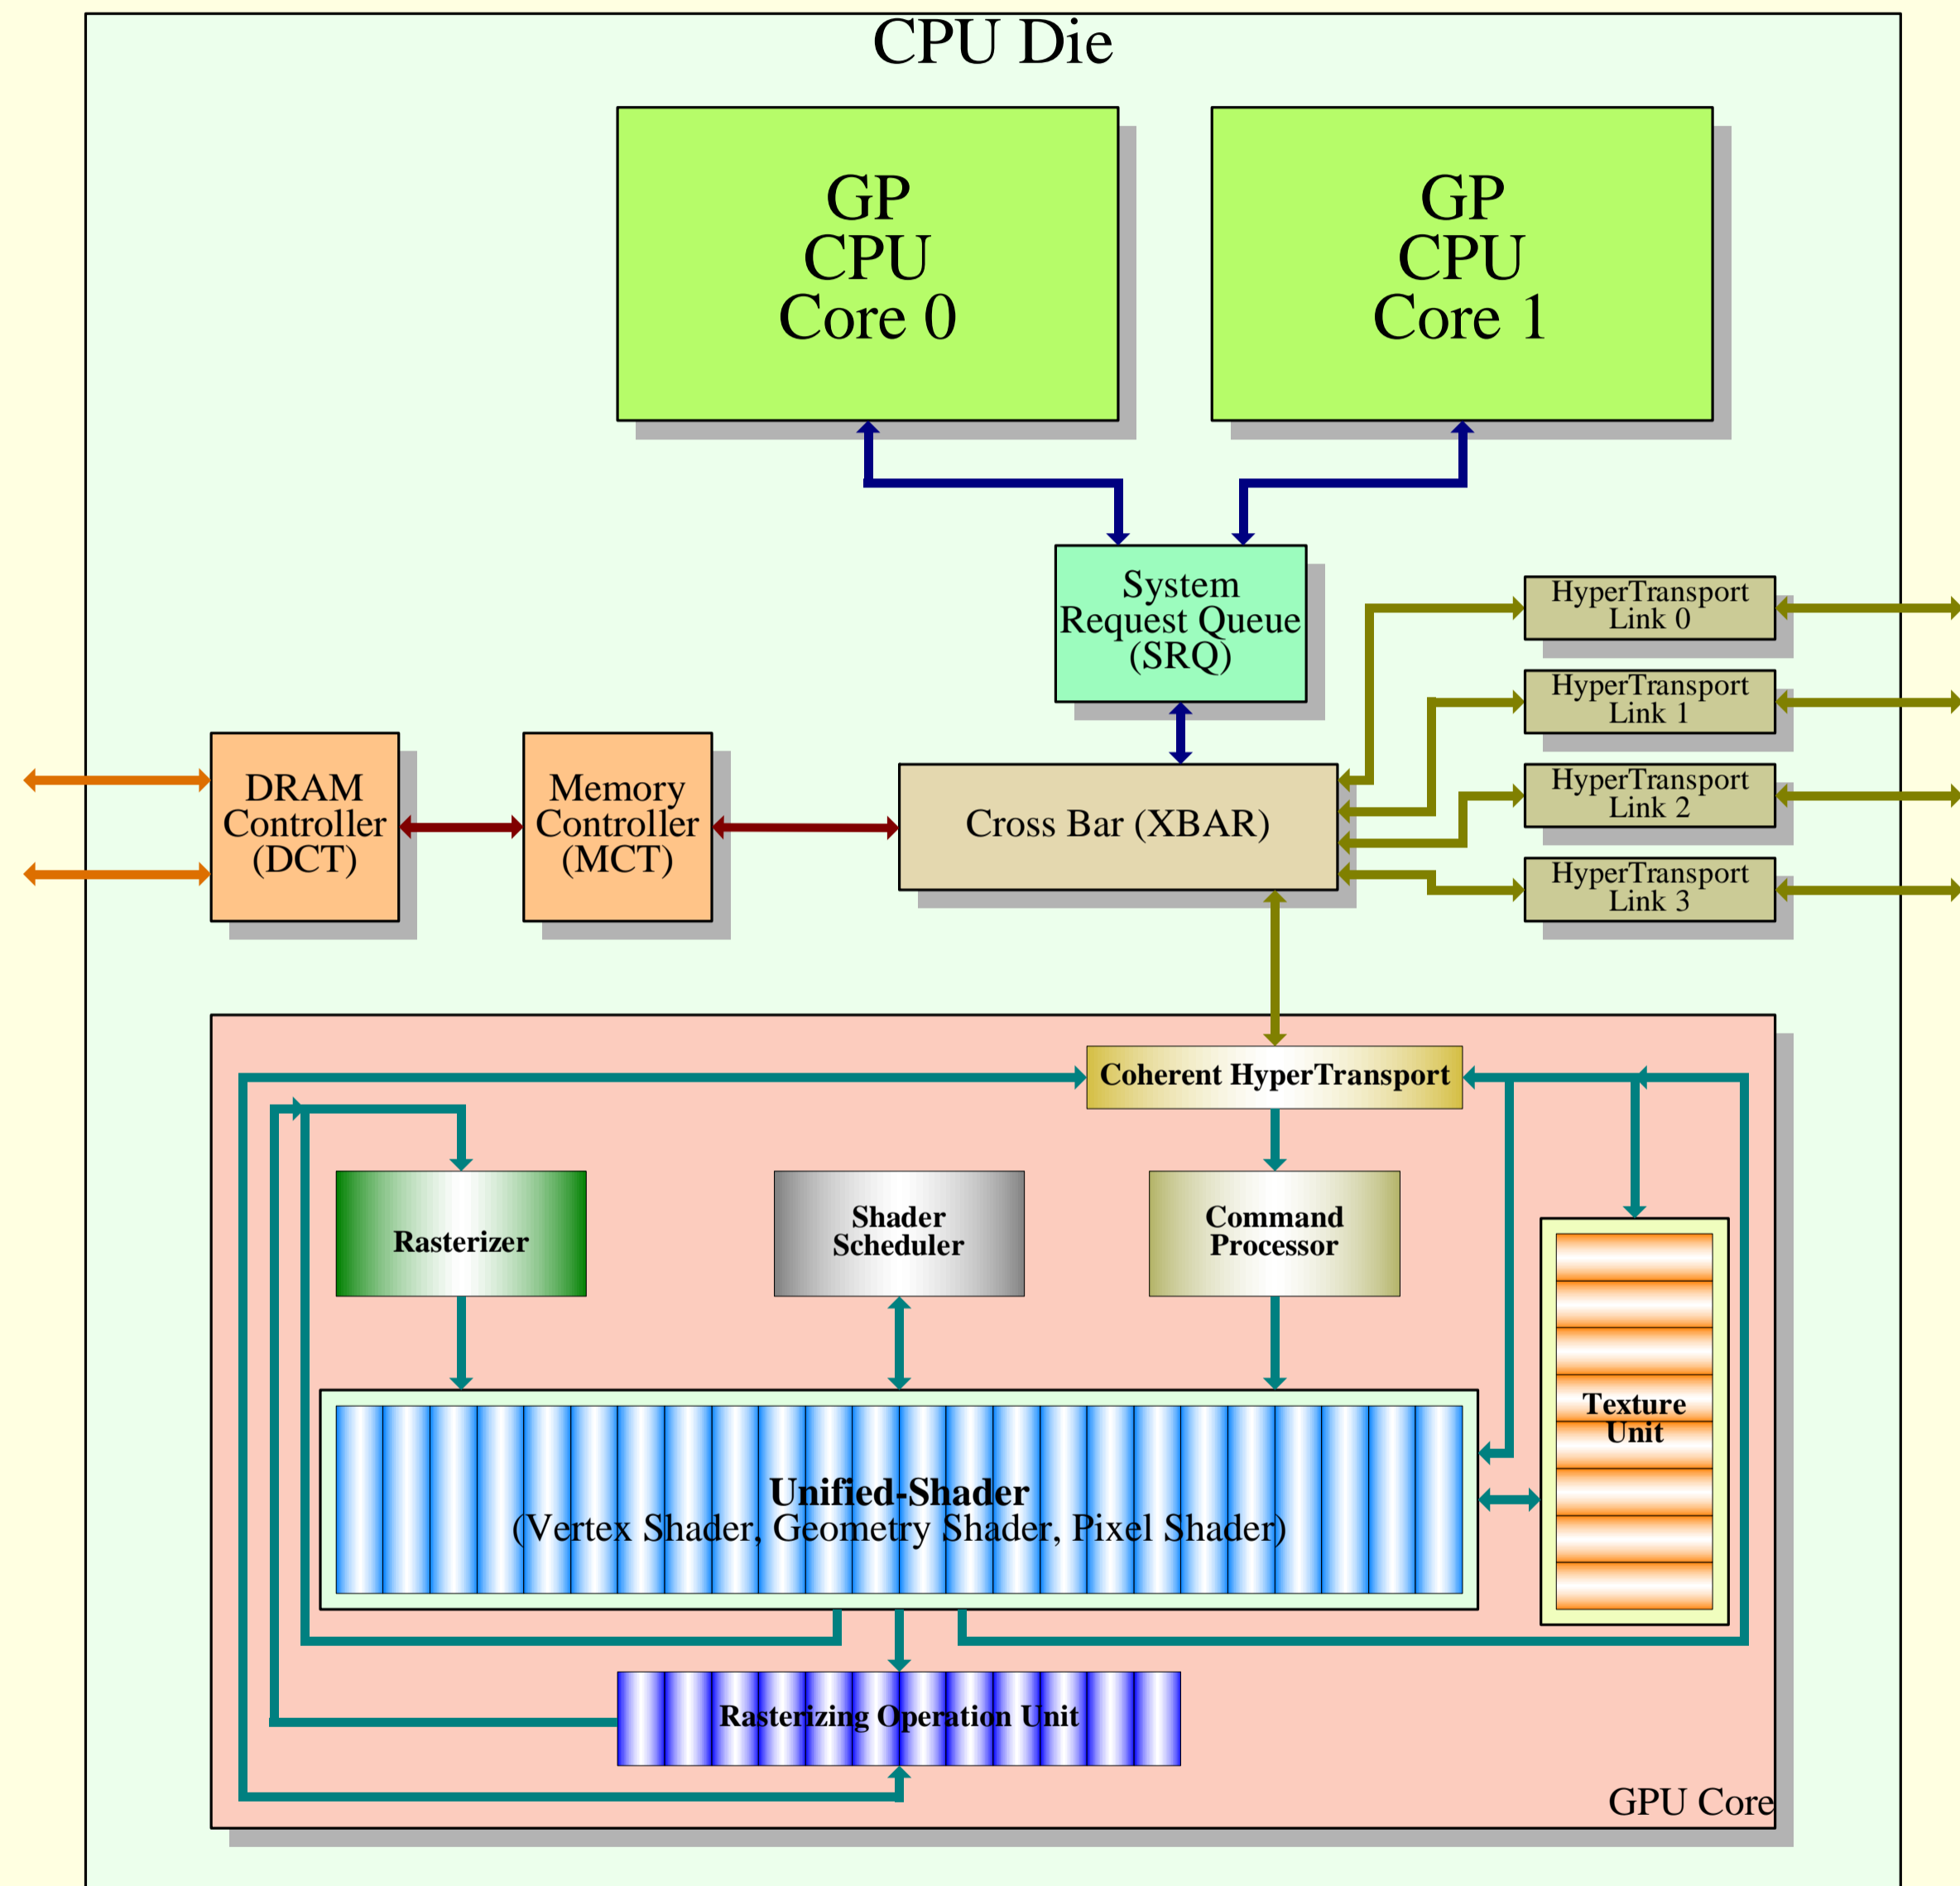 CPU Die
GP
CPU
Core 0
GP
CPU
Core 1
System
Request Queue
(SRQ)
HyperTransport
Link 0
HyperTransport
Link 1
HyperTransport
Link 2
HyperTransport
Link 3
DRAM
Controller
(DCT)
Memory
Controller
(MCT)
Cross Bar (XBAR)
Coherent HyperTransport
Rasterizer
Shader
Scheduler
Command
Processor
Texture
Unit
Unified-Shader
(Vertex Shader, Geometry Shader, Pixel Shader)
Rasterizing Operation Unit
GPU Core